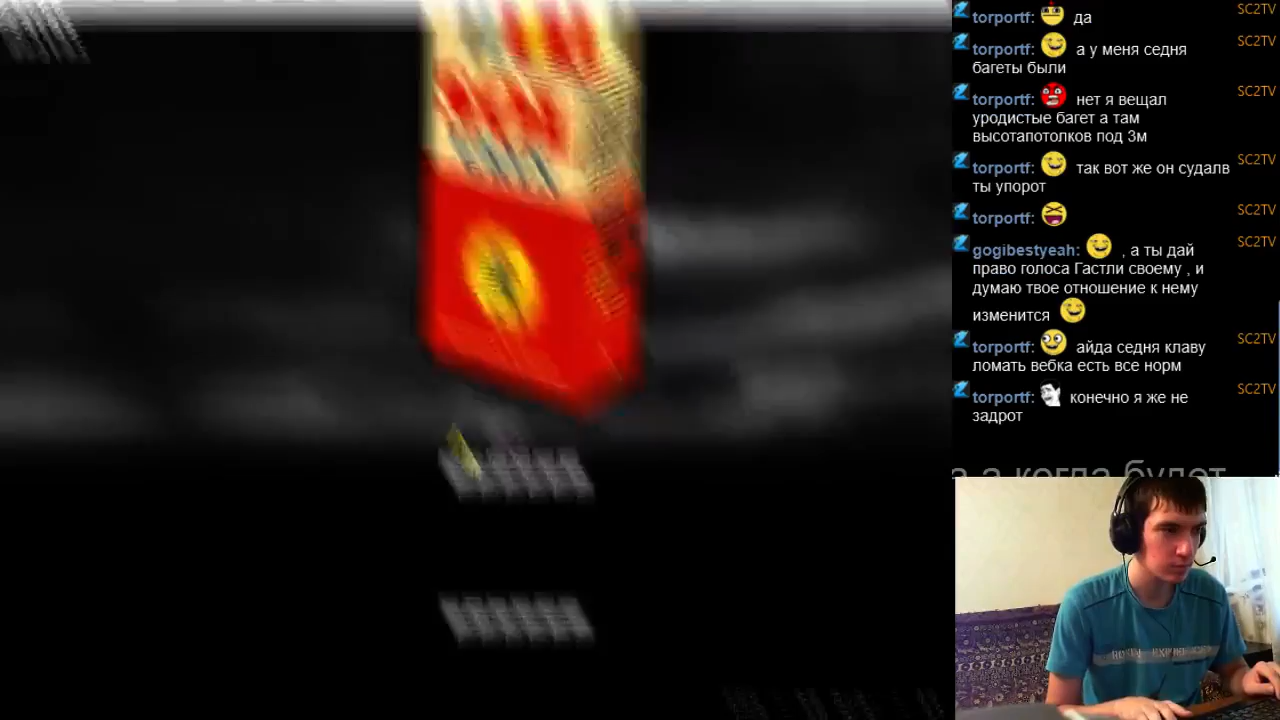 torportf: да
SC2TV
torportf: а у меня седня
багеты были
SC2TV
torportf: нет я вещал
уродистые багет а там
высотапотолков под 3м
SC2TV
torportf: так вот же он судалв
ты упорот
SC2TV
torportf:
SC2TV
gogibestyeah: , а ты дай
право голоса Гастли своему , и
думаю твое отношение к нему
изменится
SC2TV
torportf: айда седня клаву
ломать вебка есть все норм
SC2TV
torportf: конечно я же не
задрот
SC2TV
а когда будет